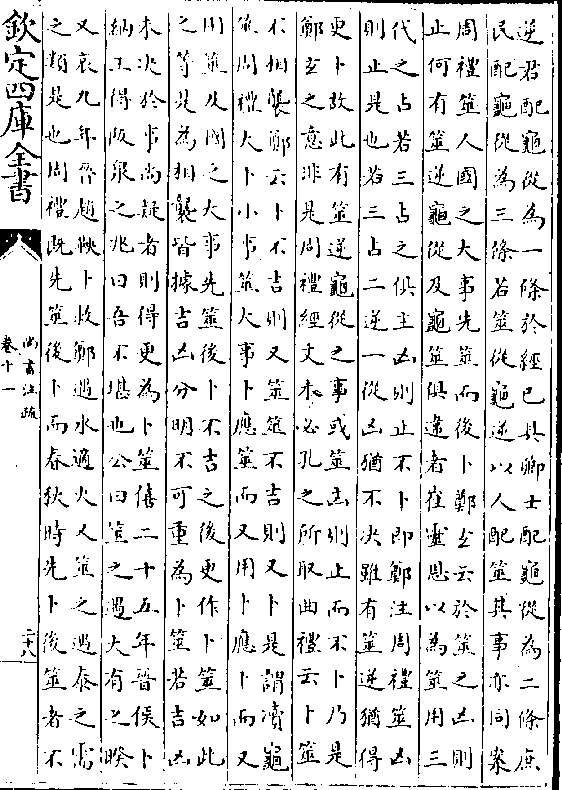 逆君配龜從為一條於經已具卿士配龜從為二條庶
民配龜從為三條若筮從龜逆以人配筮其事亦同案
周禮筮人國之大事先筮而後卜鄭玄云於筮之凶則
止何有筮逆龜從及龜筮俱違者崔靈恩以為筮用三
代之占若三占之俱主凶則止不卜即鄭注周禮筮凶
則止是也若三占二逆一從凶猶不決雖有筮逆猶得
更卜故此有筮逆龜從之事或筮凶則止而不卜乃是
鄭玄之意非是周禮經文未必孔之所取曲禮云卜筮
不相襲鄭云卜不吉則又筮筮不吉則又卜是謂瀆龜
筮周禮大卜小事筮大事卜應筮而又用卜應卜而又
用筮及國之大事先筮後卜不吉之後更作卜筮如此
之等是為相襲皆據吉凶分明不可重為卜筮若吉凶
未決於事尚疑者則得更為卜筮僖二十五年晉侯卜
納王得阪泉之兆曰吾不堪也公曰筮之遇大有之睽
又哀九年晉趙鞅卜救鄭遇水適火又筮之遇泰之需
之類是也周禮既先筮後卜而春秋時先卜後筮者不
欽定四庫全書
尚書注疏
卷十一
二十八